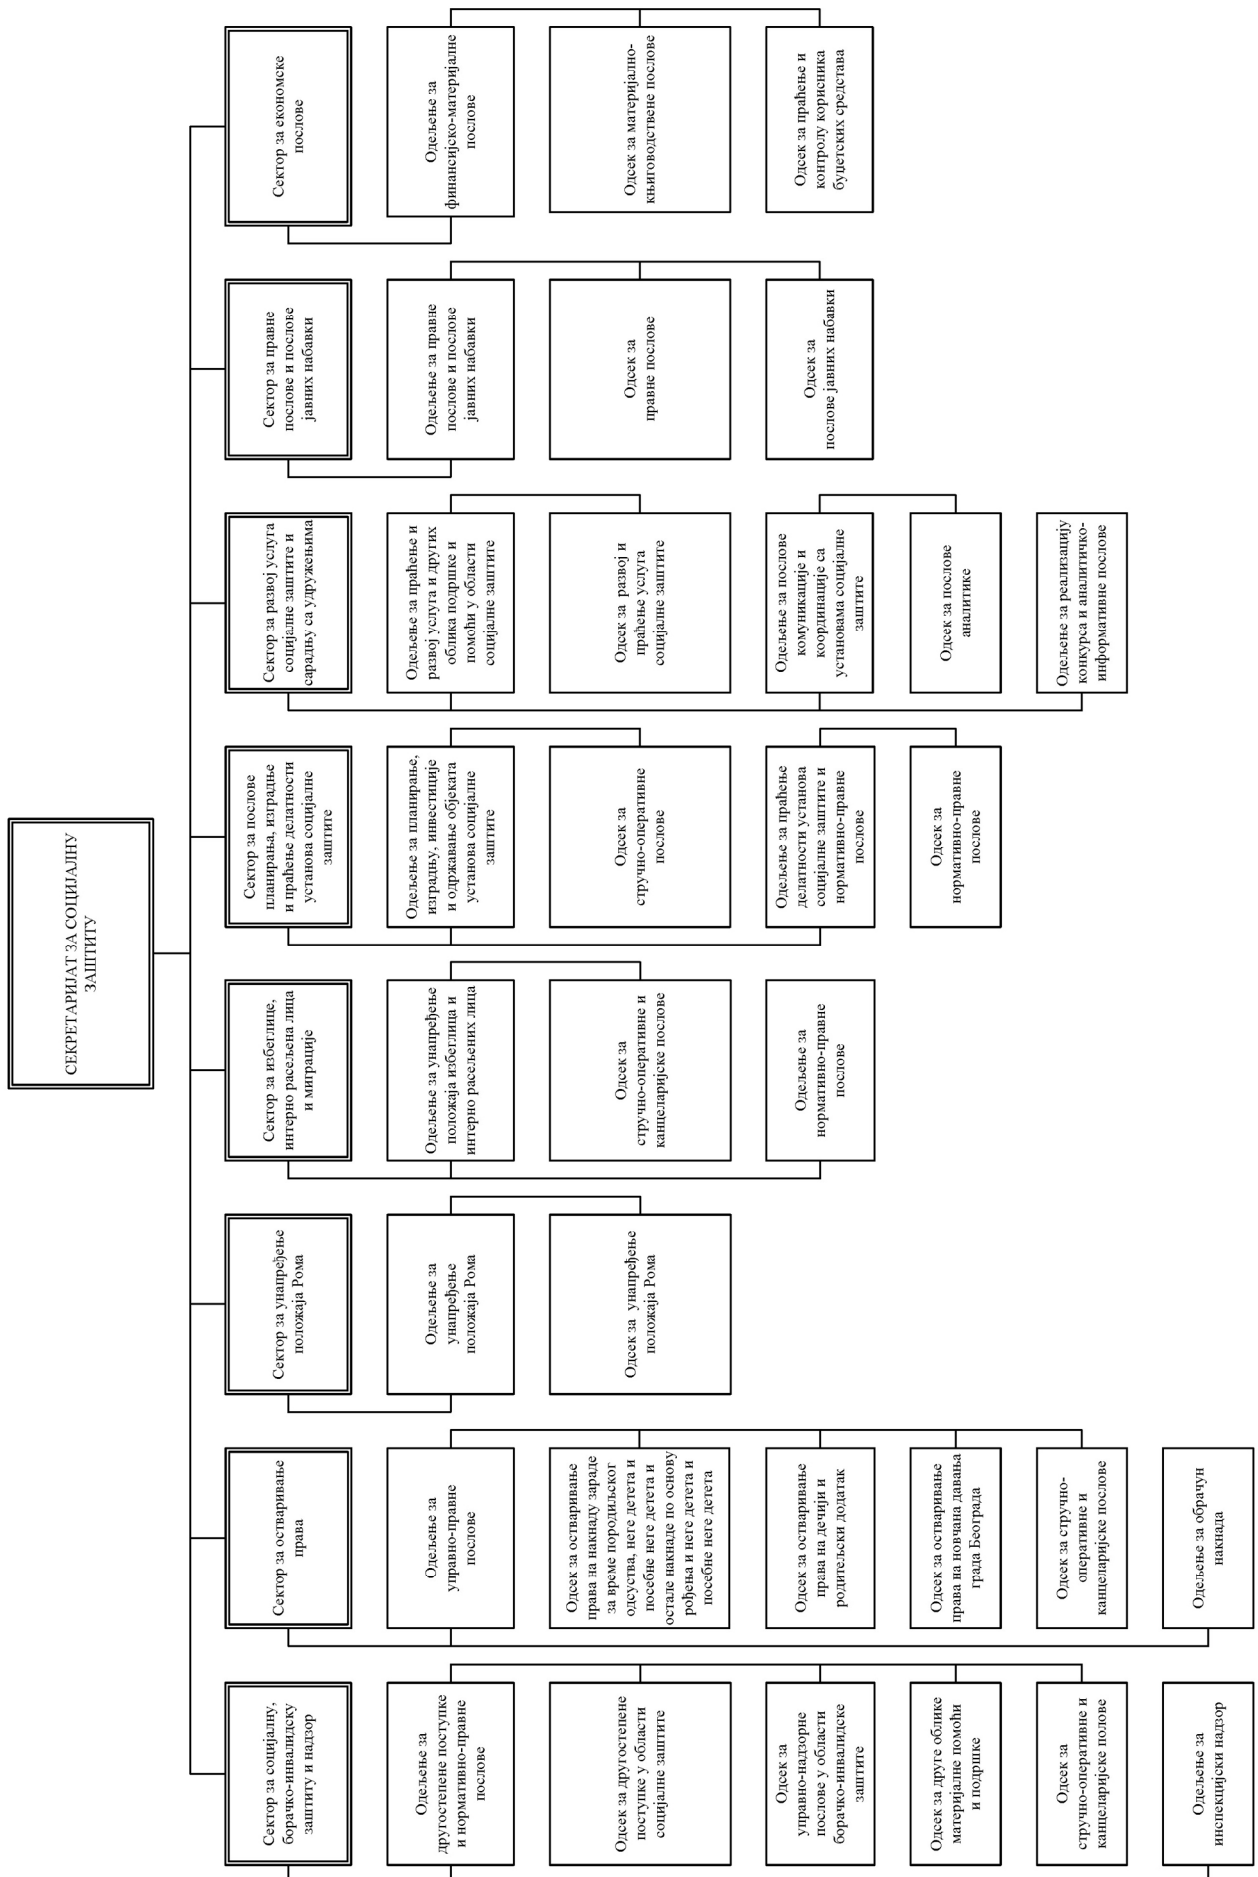 СЕКРЕТАРИЈАТ ЗА СОЦИЈАЛНУ
ЗАШТИТУ
Сектор за социјалну,
борачко-инвалидску
заштиту и надзор
Одељење за
другостепене поступке
и нормативно-правне
послове
Одсек за другостепене
поступке у области
социјалне заштите
Одсек за
управно-надзорне
послове у области
борачко-инвалидске
заштите
Одсек за друге облике
материјалне помоћи
и подршке
Одсек за
стручно-оперативне и
канцеларијске полове
Одељење за
инспекцијски надзор
Сектор за остваривање
права
Одељење за
управно-правне
послове
Одсек за остваривање
права на накнаду зараде
за време породиљског
одсуства, неге детета и
посебне неге детета и
остале накнаде по основу
рођења и неге детета и
посебне неге детета
Одсек за остваривање
права на дечији и
родитељски додатак
Одсек за остваривање
права на новчана давања
града Београда
Одсек за стручно-
оперативне и
канцеларијске послове
Одељење за обрачун
накнада
Сектор за унапређење
положаја Рома
Одељење за
унапређење
положаја Рома
Одсек за унапређење
положаја Рома
Сектор за избеглице,
интерно расељена лица
и миграције
Одељење за унапређење
положаја избеглица и
интерно расељених лица
Одсек за
стручно-оперативне и
канцеларијске послове
Одељење за
нормативно-правне
послове
Сектор за послове
планирања, изградње
и праћење делатности
установа социјалне
заштите
Одељење за планирање,
изградњу, инвестиције
и одржавање објеката
установа социјалне
заштите
Одсек за
стручно-оперативне
послове
Одељење за праћење
делатности установа
социјалне заштите и
нормативно-правне
послове
Одсек за
нормативно-правне
послове
Сектор за развој услуга
социјалне заштите и
сарадњу са удружењима
Одељење за праћење и
развој услуга и других
облика подршке и
помоћи у области
социјалне заштите
Одсек за развој и
праћење услуга
социјалне заштите
Одељење за послове
комуникације и
координације са
установама социјалне
заштите
Одсек за послове
аналитике
Одељење за реализацију
конкурса и аналитичко-
информативне послове
Сектор за правне
послове и послове
јавних набавки
Одељење за правне
послове и послове
јавних набавки
Одсек за
правне послове
Одсек за
послове јавних набавки
Сектор за економске
послове
Одељење за
финансијско-материјалне
послове
Одсек за материјално-
књиговодствене послове
Одсек за праћење и
контролу корисника
буџетских средстава